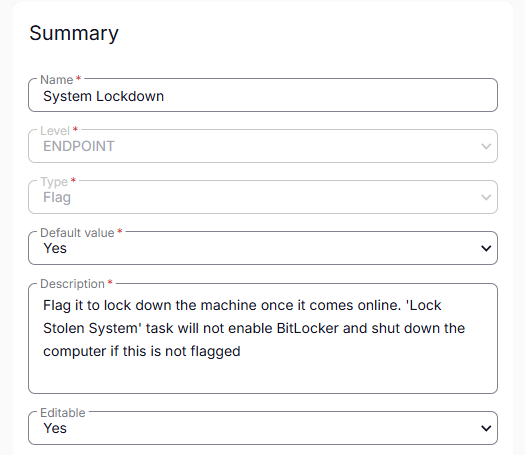 Summary
Name *
System Lockdown
Level *
ENDPOINT
Type *
Flag
Default value *
Yes
Description *
Flag it to lock down the machine once it comes online. 'Lock
Stolen System' task will not enable BitLocker and shut down the
computer if this is not flagged
Editable
Yes